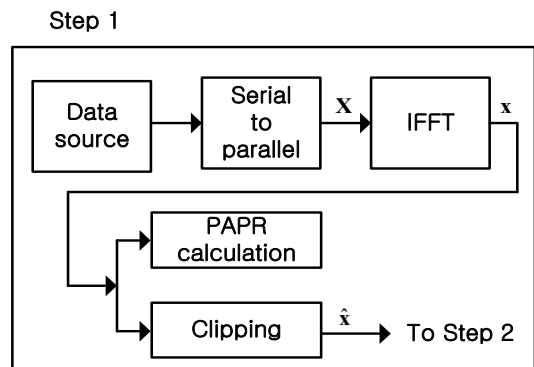 Step 1
Data
source
Serial
to
parallel
X
IFFT
x
PAPR
calculation
Clipping
x̂
To Step 2